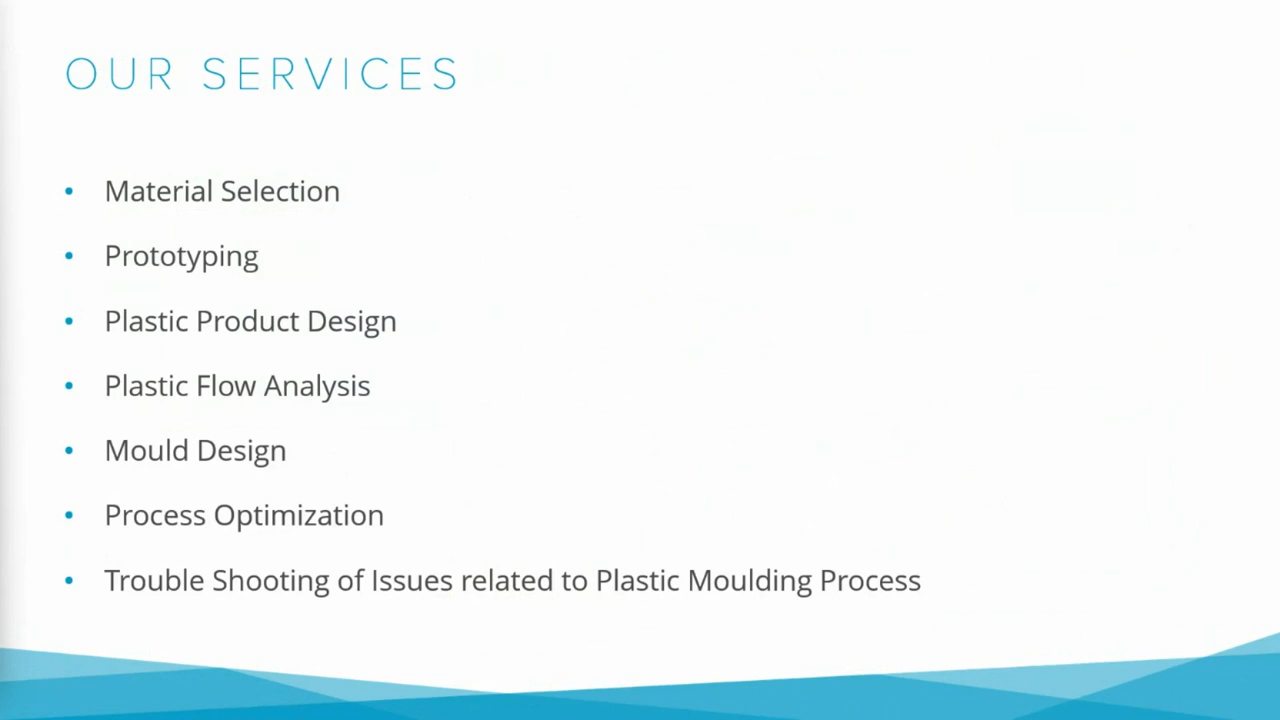 OUR SERVICES
• Material Selection
• Prototyping
• Plastic Product Design
• Plastic Flow Analysis
• Mould Design
• Process Optimization
• Trouble Shooting of Issues related to Plastic Moulding Process